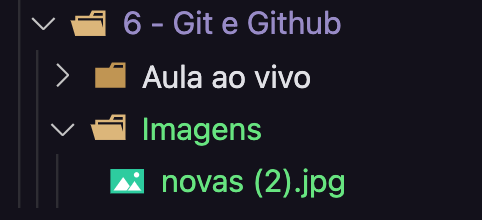 6 - Git e Github
Aula ao vivo
Imagens
novas (2).jpg